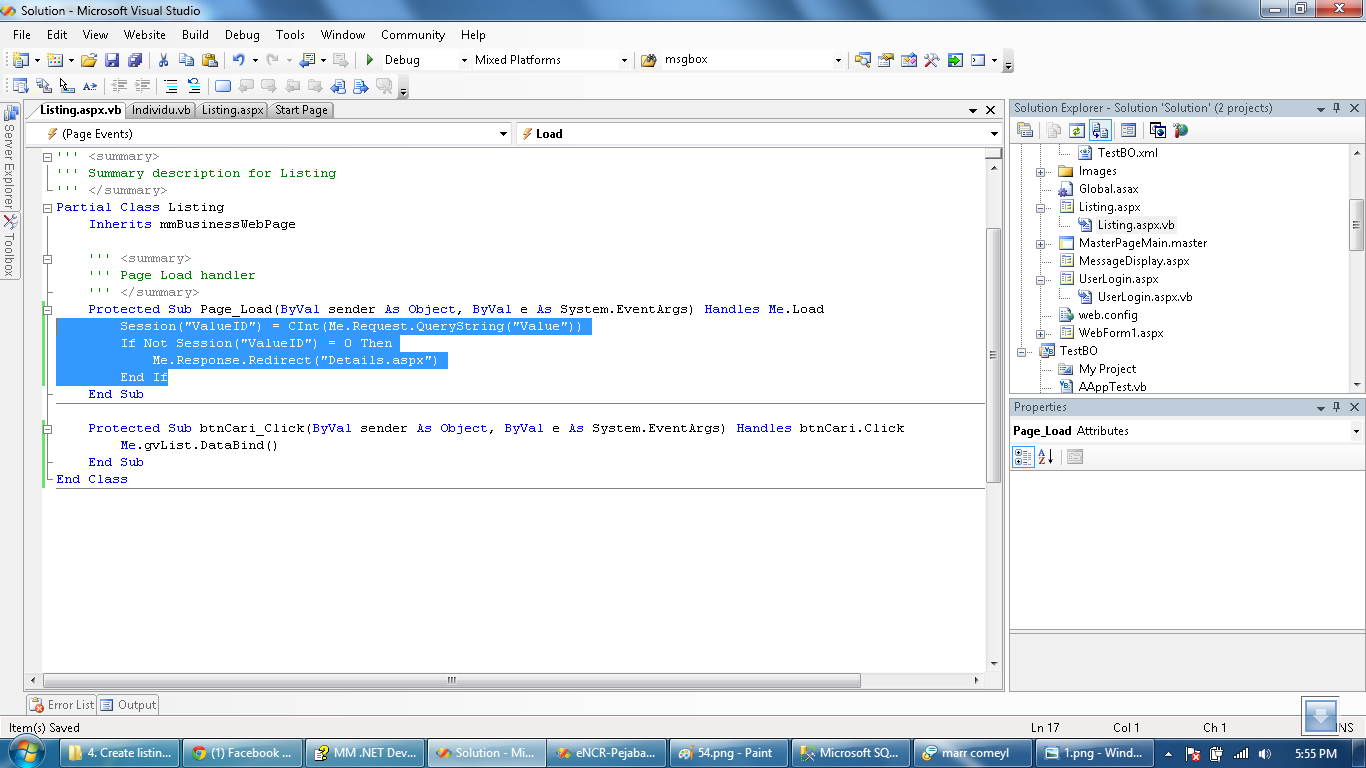 Solution - Microsoft Visual Studio
File Edit View Website Build Debug Tools Window Community Help
Debug Mixed Platforms msgbox
Listing.aspx.vb Individu.vb Listing.aspx Start Page
(Page Events) Load
Server Explorer
Toolbox
''' <summary>
''' Summary description for Listing
''' </summary>
Partial Class Listing
Inherits mmBusinessWebPage
''' <summary>
''' Page Load handler
''' </summary>
Protected Sub Page_Load(ByVal sender As Object, ByVal e As System.EventArgs) Handles Me.Load
Session("ValueID") = CInt(Me.Request.QueryString("Value"))
If Not Session("ValueID") = 0 Then
Me.Response.Redirect("Details.aspx")
End If
End Sub
Protected Sub btnCari_Click(ByVal sender As Object, ByVal e As System.EventArgs) Handles btnCari.Click
Me.gvList.DataBind()
End Sub
End Class
Solution Explorer - Solution 'Solution' (2 projects)
TestBO.xml
Images
Global.asax
Listing.aspx
Listing.aspx.vb
MasterPageMain.master
MessageDisplay.aspx
UserLogin.aspx
UserLogin.aspx.vb
web.config
WebForm1.aspx
TestBO
My Project
AAppTest.vb
Properties
Page_Load Attributes
Error List Output
Item(s) Saved Ln 17 Col 1 Ch 1 NS
4. Create listin... (1) Facebook ... MM .NET Dev... Solution - Mi... eNCR-Pejaba... 54.png - Paint Microsoft SQ... marr comeyl 1.png - Wind... 5:55 PM